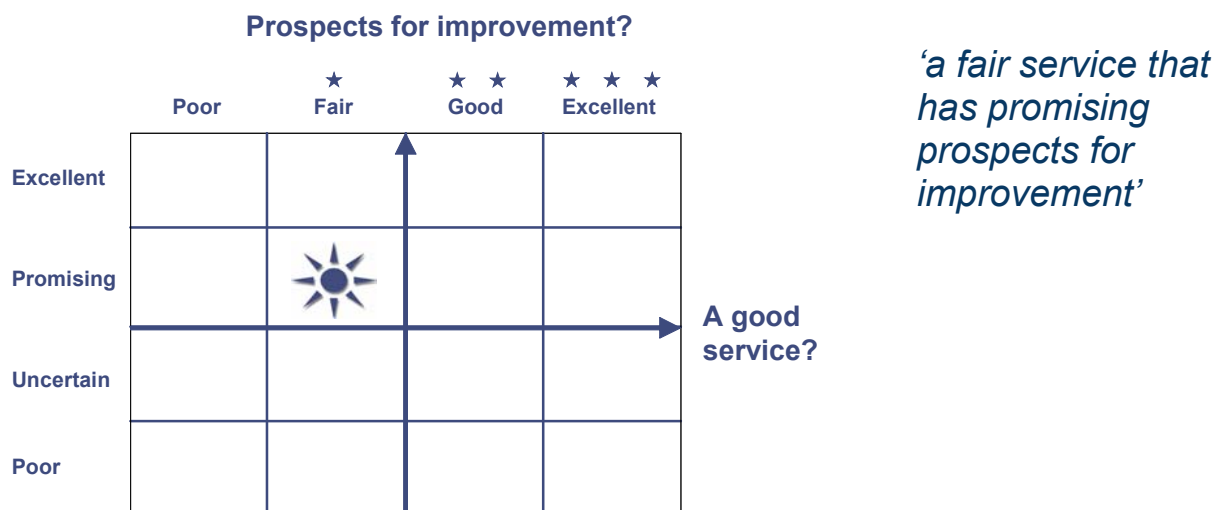 Prospects for improvement?
‘a fair service that
has promising
prospects for
improvement’
★ ★ ★ ★ ★ ★
Poor Fair Good Excellent
Excellent
Promising
A good
service?
Uncertain
Poor